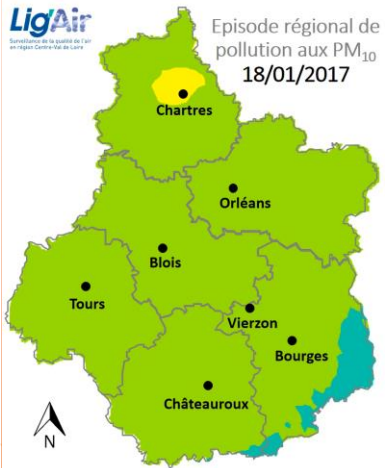 Lig'Air
Surveillance de la qualité de l'air
en région Centre-Val de Loire
Episode régional de
pollution aux PM₁₀
18/01/2017
Chartres
Orléans
Blois
Tours
Vierzon
Bourges
Châteauroux
N